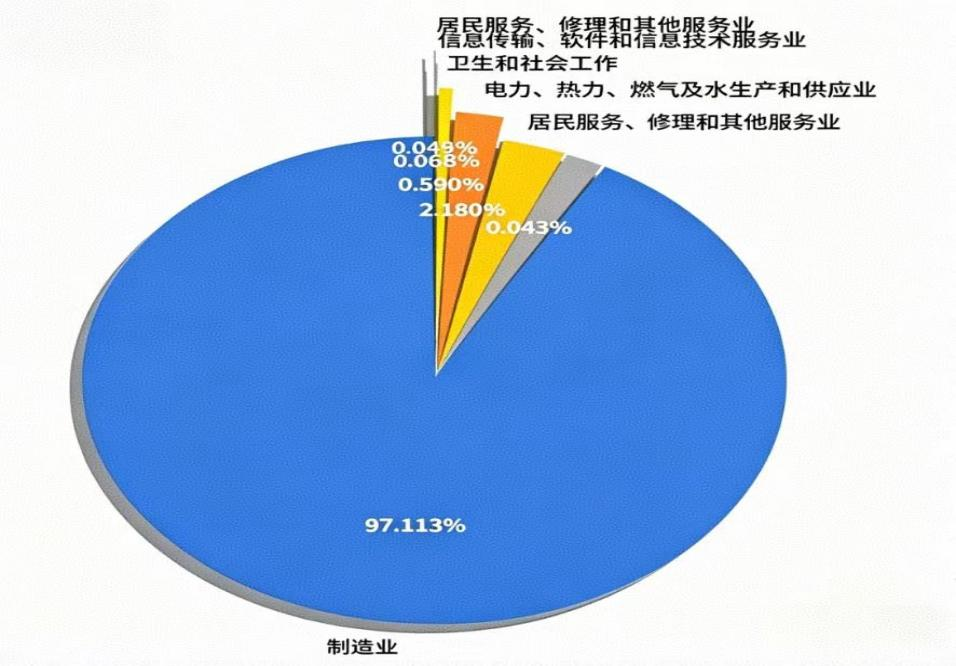 居民服务、修理和其他服务业
信息传输、软件和信息技术服务业
卫生和社会工作
电力、热力、燃气及水生产和供应业
居民服务、修理和其他服务业
0.049%
0.068%
0.590%
2.180%
0.043%
97.113%
制造业